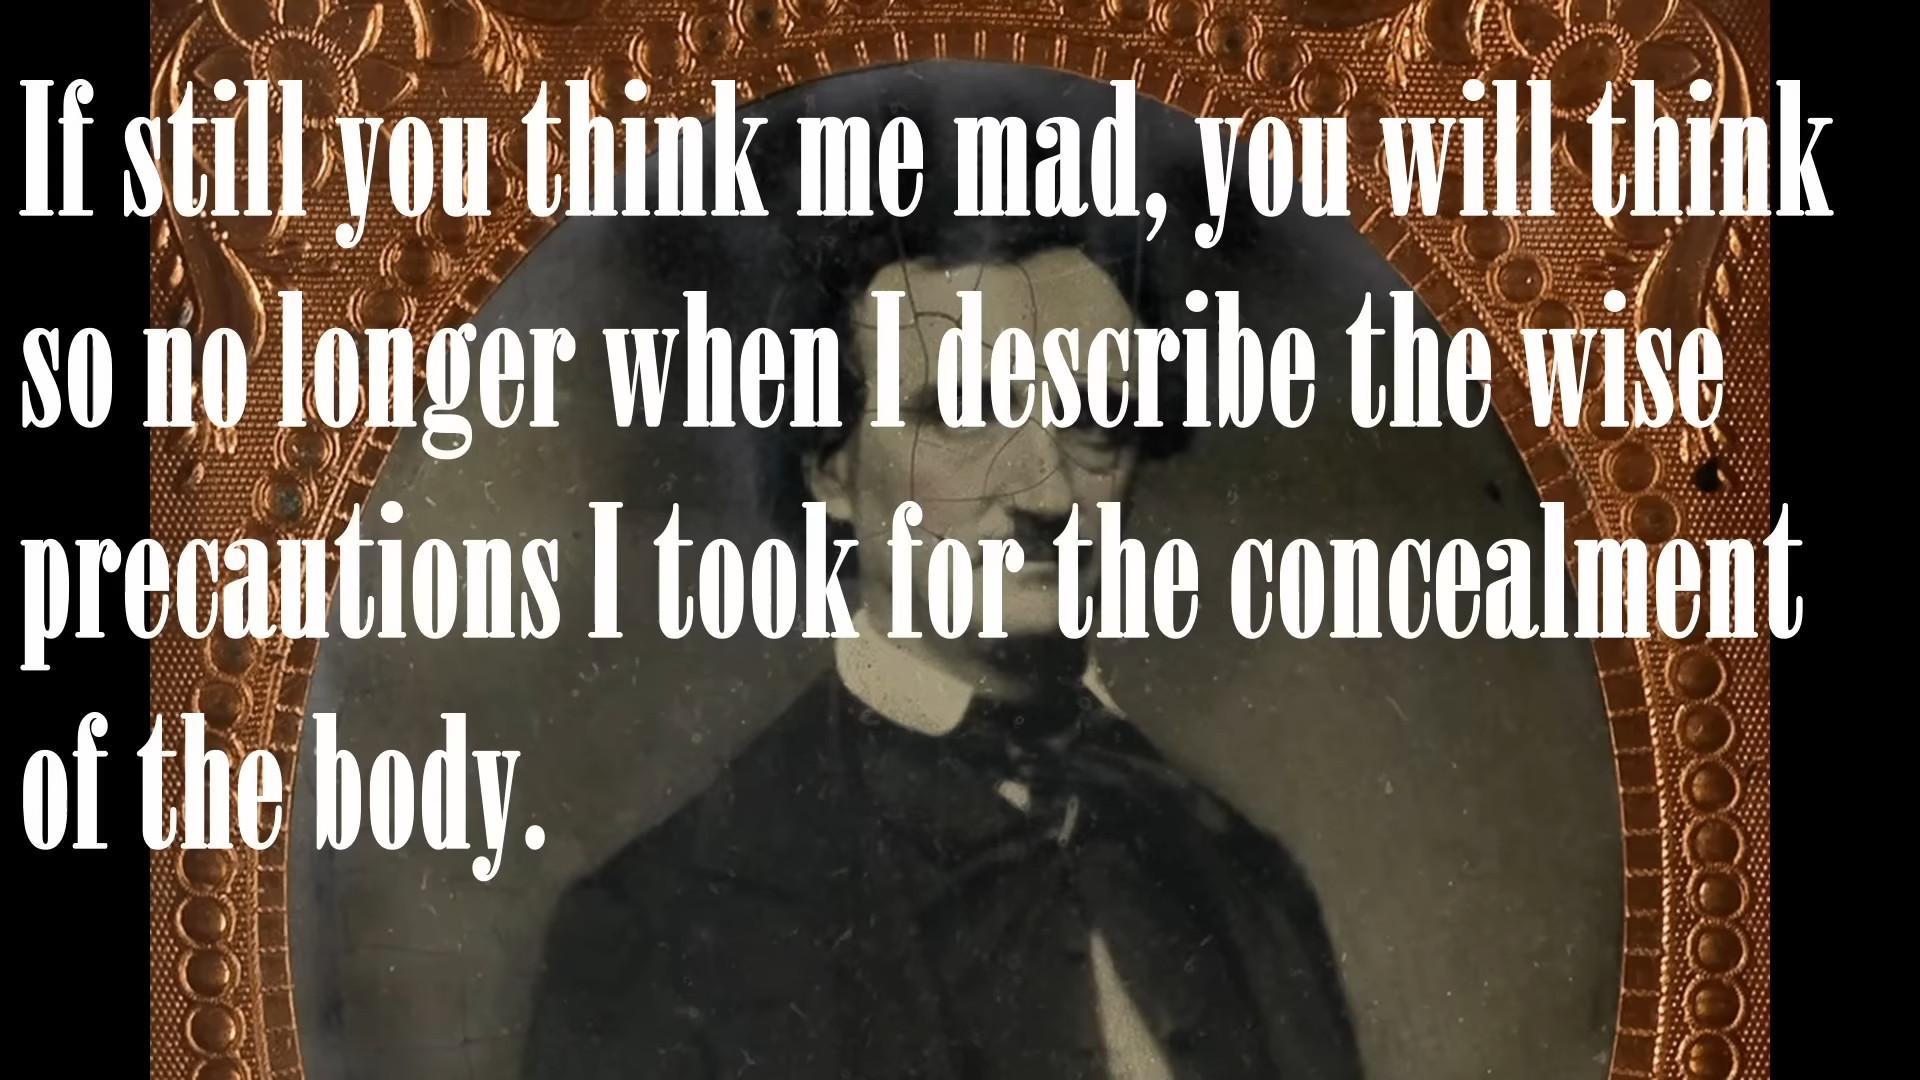 If still you think me mad, you will think
so no longer when I describe the wise
precautions I took for the concealment
of the body.